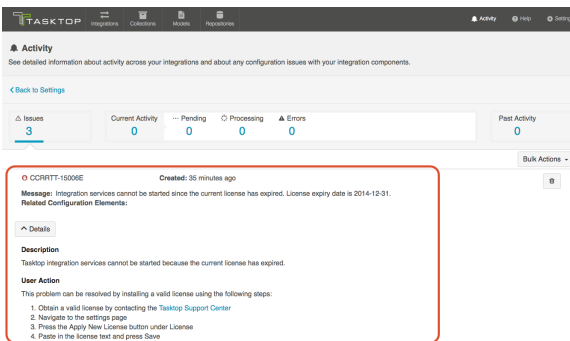 TASKTOP
Integrations Collections Models Repositories
Activity Help Settin
Activity
See detailed information about activity across your integrations and about any configuration issues with your integration components.
Back to Settings
Issues Current Activity Pending Processing Errors Past Activity
3 0 0 0 0 0
Bulk Actions
CCRRTT-15006E Created: 35 minutes ago
Message: Integration services cannot be started since the current license has expired. License expiry date is 2014-12-31.
Related Configuration Elements:
Details
Description
Tasktop integration services cannot be started because the current license has expired.
User Action
This problem can be resolved by installing a valid license using the following steps:
1. Obtain a valid license by contacting the Tasktop Support Center
2. Navigate to the settings page
3. Press the Apply New License button under License
4. Paste in the license text and press Save